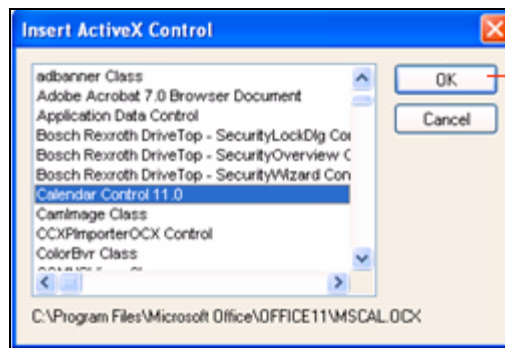 Insert ActiveX Control
adbanner Class
Adobe Acrobat 7.0 Browser Document
Application Data Control
Bosch Rexroth DriveTop - SecurityLockDlg Cor
Bosch Rexroth DriveTop - SecurityOverview C
Bosch Rexroth DriveTop - SecurityWizard Con
Calendar Control 11.0
CamImage Class
CCXPImporterOCX Control
ColorBvr Class
OK
Cancel
C:\Program Files\Microsoft Office\OFFICE11\MSCAL.OCX